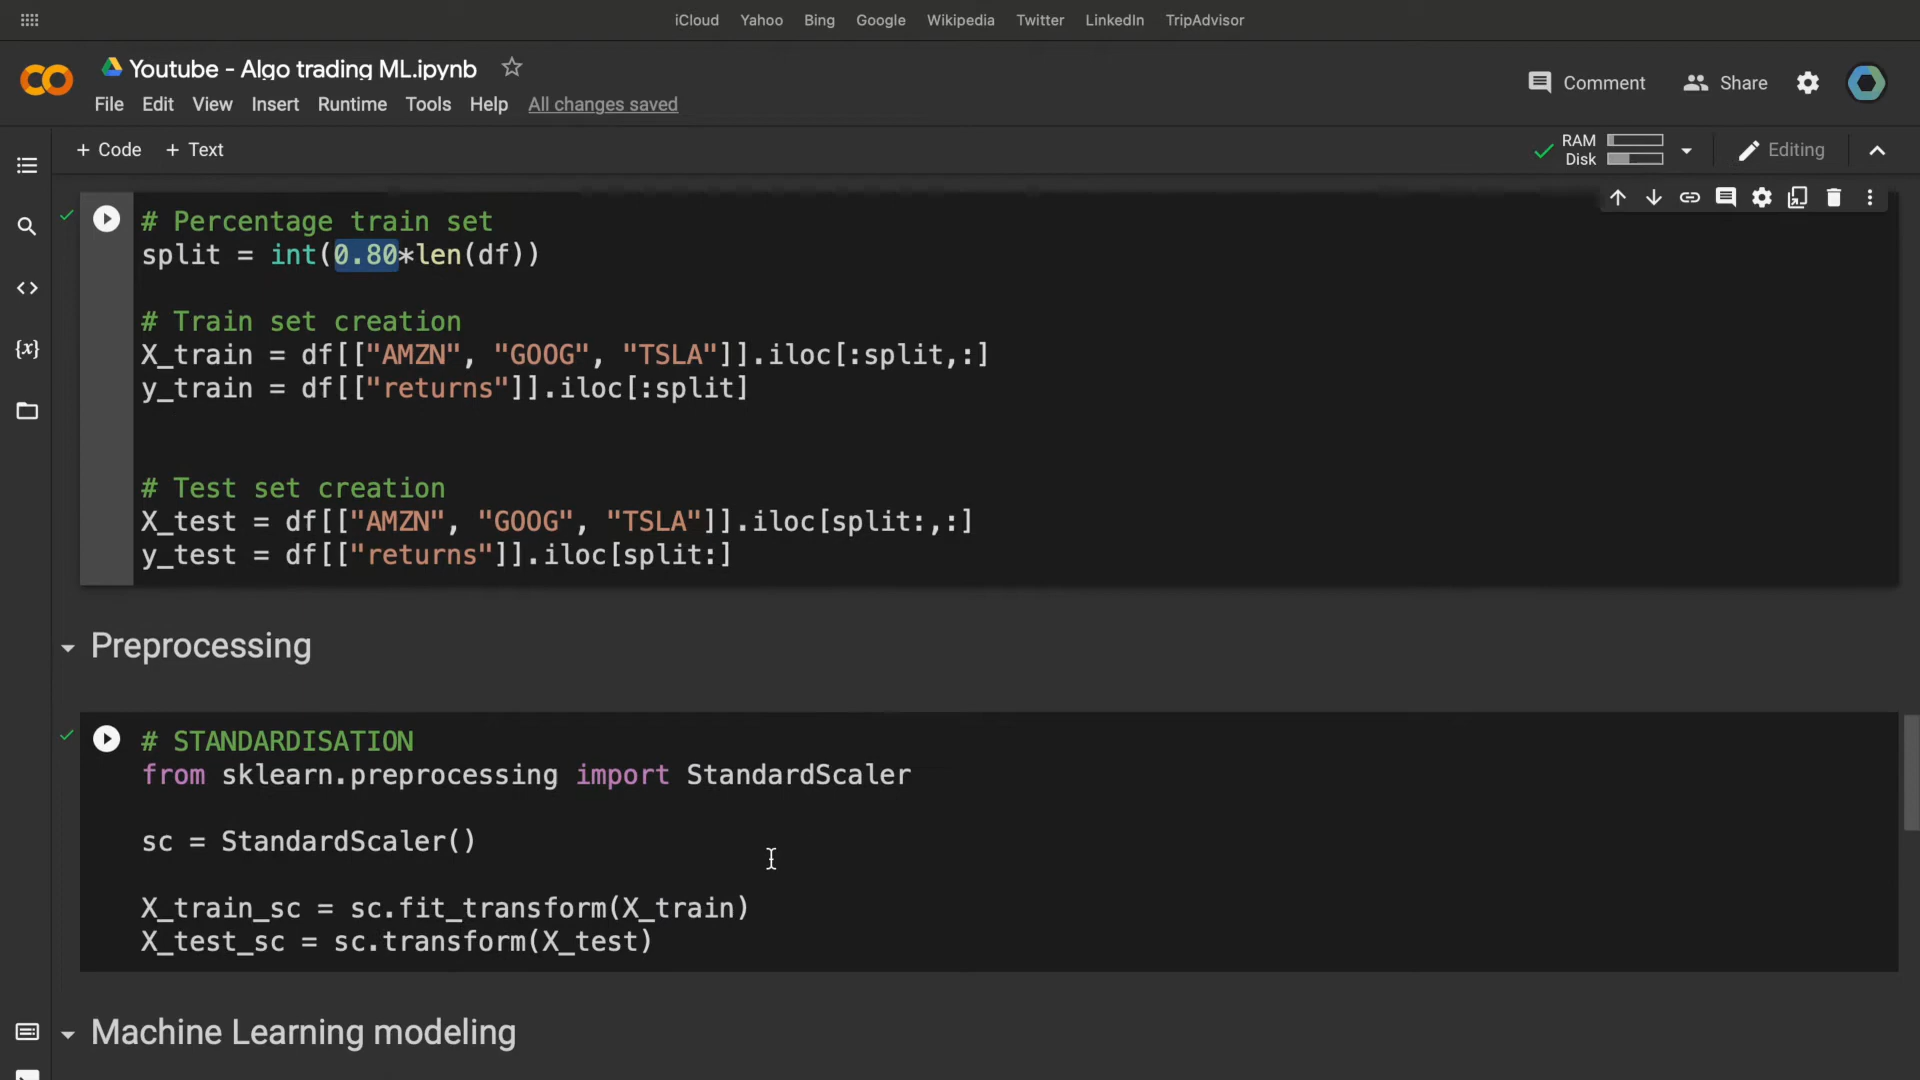 iCloud Yahoo Bing Google Wikipedia Twitter LinkedIn TripAdvisor
Youtube - Algo trading ML.ipynb
Comment Share
File Edit View Insert Runtime Tools Help All changes saved
+ Code + Text
RAM
Disk
Editing
# Percentage train set
split = int(0.80*len(df))
# Train set creation
X_train = df[["AMZN", "GOOG", "TSLA"]].iloc[:split,:]
y_train = df[["returns"]].iloc[:split]
# Test set creation
X_test = df[["AMZN", "GOOG", "TSLA"]].iloc[split:,:]
y_test = df[["returns"]].iloc[split:]
Preprocessing
# STANDARDISATION
from sklearn.preprocessing import StandardScaler
sc = StandardScaler()
X_train_sc = sc.fit_transform(X_train)
X_test_sc = sc.transform(X_test)
Machine Learning modeling